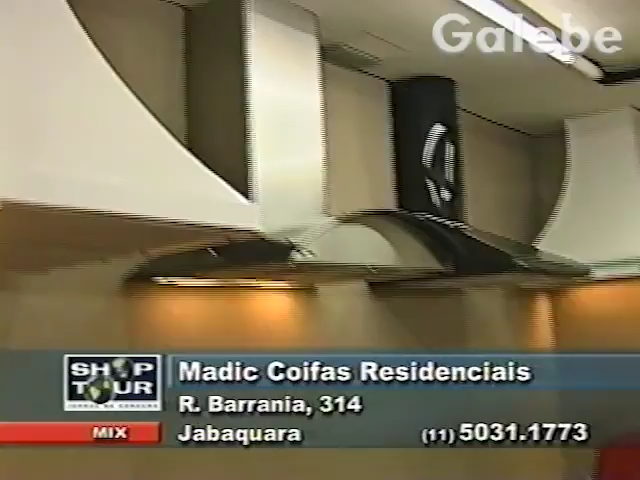 Galebe
SHOP TOUR
Madic Coifas Residenciais
R. Barrania, 314
MIX
Jabaquara
(11) 5031.1773